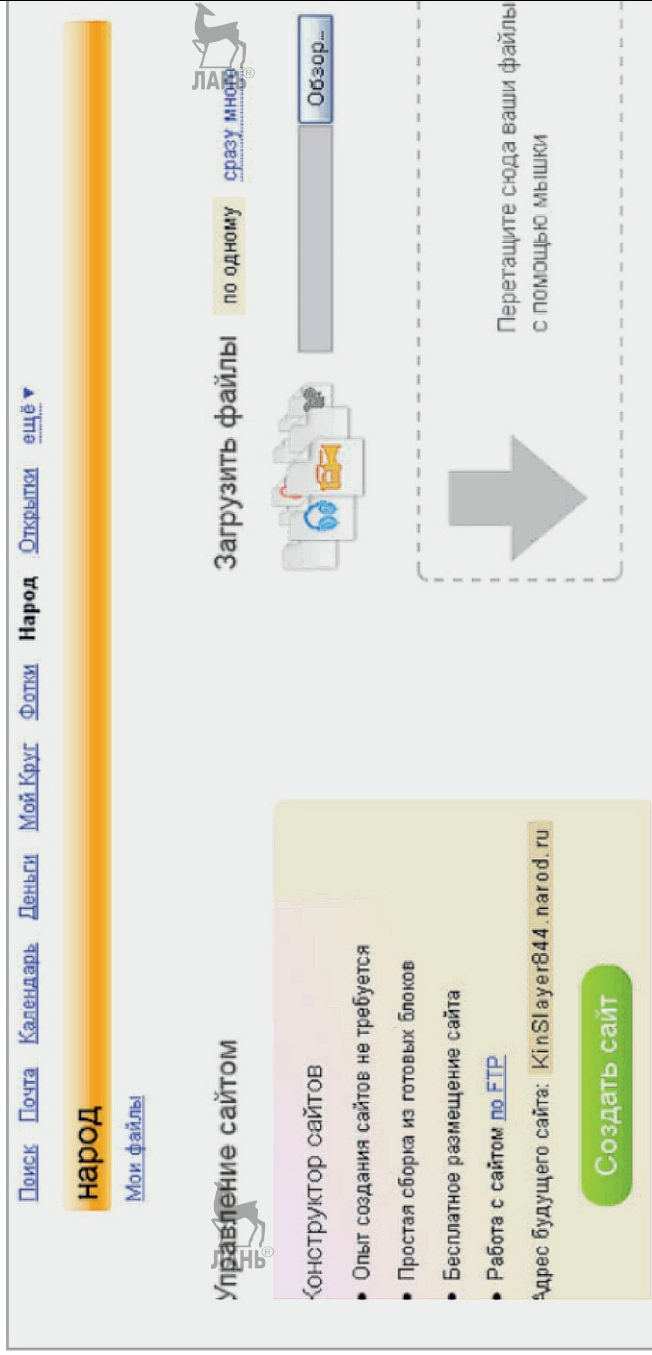 Поиск Почта Календарь Деньги Мой Круг Фотки Народ Открытки ещё ▼
народ
Мои файлы
Управление сайтом
Конструктор сайтов
• Опыт создания сайтов не требуется
• Простая сборка из готовых блоков
• Бесплатное размещение сайта
• Работа с сайтом по FTP
Адрес будущего сайта: KinSlayer844.narod.ru
Создать сайт
Загрузить файлы по одному сразу много
Обзор...
Перетащите сюда ваши файлы
с помощью мышки
ЛАНЬ®
ЛАНЬ®